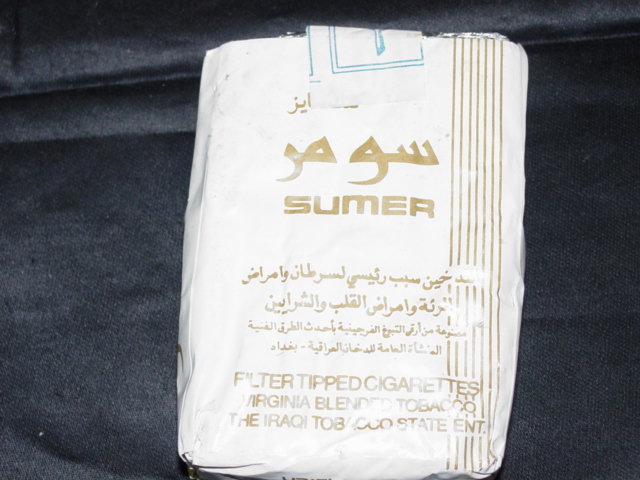 سومر
SUMER
التدخين سبب رئيسي لسرطان وامراض
الرئة وامراض القلب والشرايين
مصنوعة من أرقى التبوغ الفرجينية بأحدث الطرق الفنية
المنشأة العامة للدخان العراقية - بغداد
FILTER TIPPED CIGARETTES
VIRGINIA BLENDED TOBACCO
THE IRAQI TOBACCO STATE ENT.